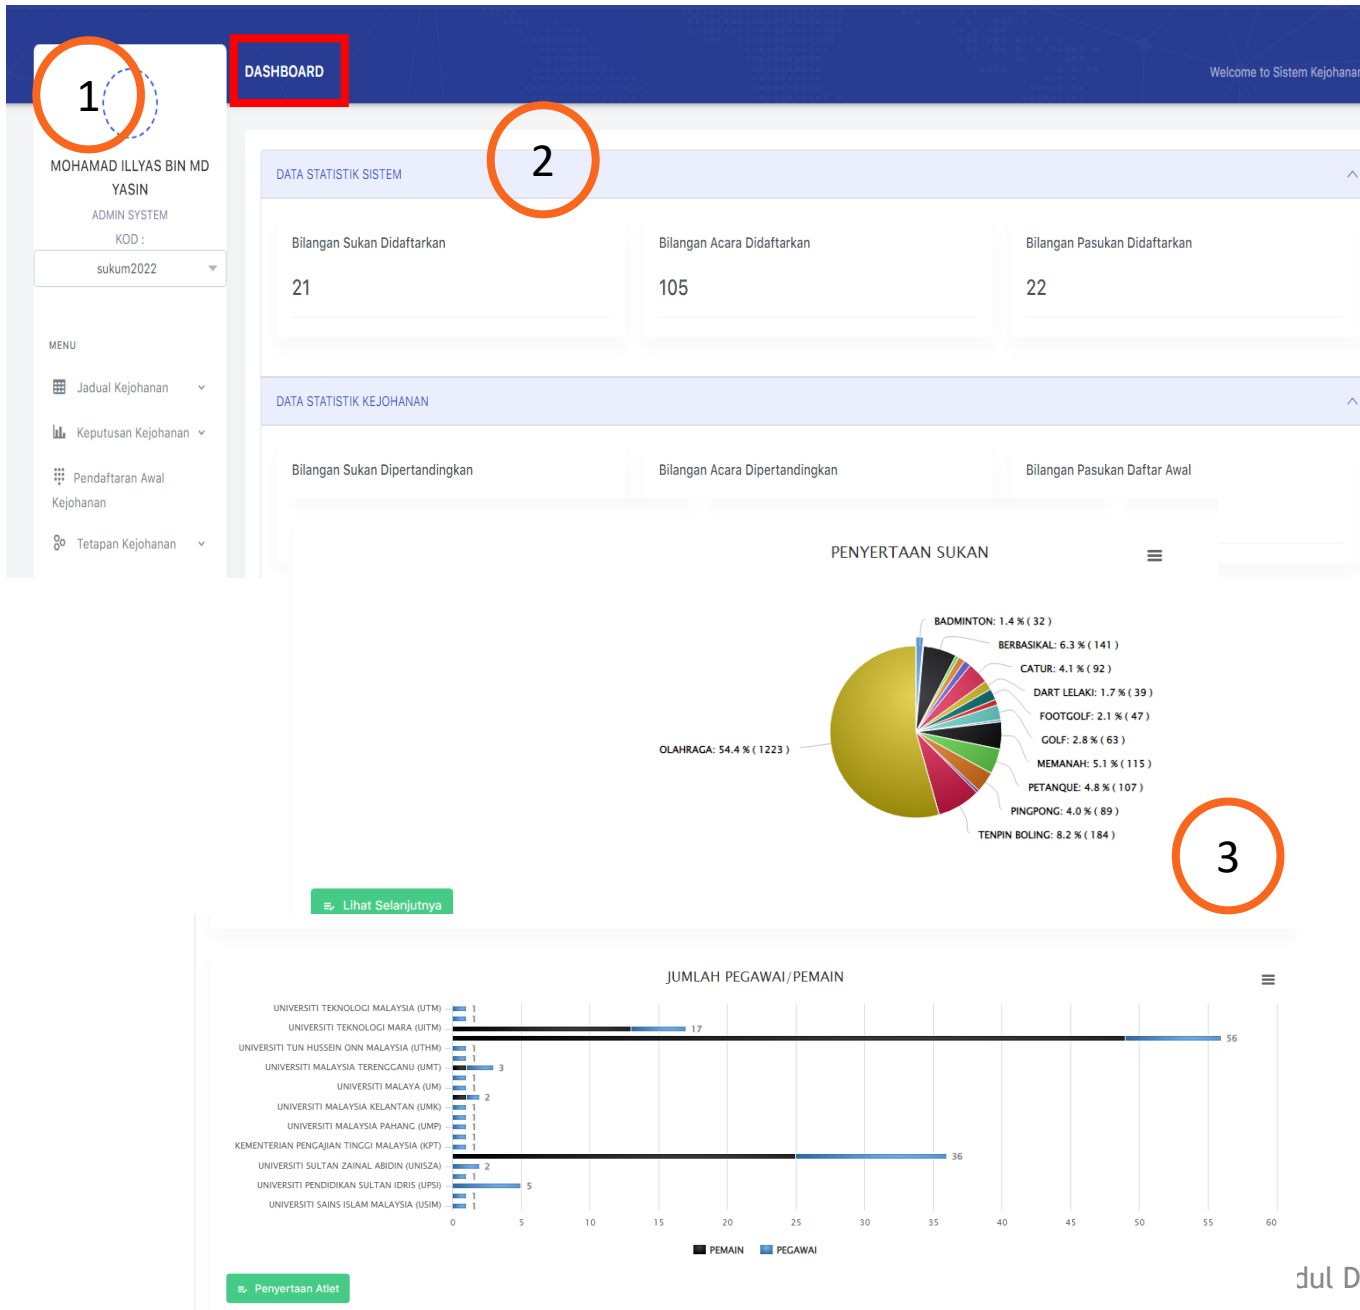 1
DASHBOARD
Welcome to Sistem Kejohanan
MOHAMAD ILLYAS BIN MD
YASIN
ADMIN SYSTEM
KOD :
sukum2022
MENU
Jadual Kejohanan
Keputusan Kejohanan
Pendaftaran Awal
Kejohanan
Tetapan Kejohanan
2
DATA STATISTIK SISTEM
Bilangan Sukan Didaftarkan
21
Bilangan Acara Didaftarkan
105
Bilangan Pasukan Didaftarkan
22
DATA STATISTIK KEJOHANAN
Bilangan Sukan Dipertandingkan
Bilangan Acara Dipertandingkan
Bilangan Pasukan Daftar Awal
PENYERTAAN SUKAN
BADMINTON: 1.4 % ( 32 )
BERBASIKAL: 6.3 % ( 141 )
CATUR: 4.1 % ( 92 )
DART LELAKI: 1.7 % ( 39 )
FOOTGOLF: 2.1 % ( 47 )
GOLF: 2.8 % ( 63 )
OLAHRAGA: 54.4 % ( 1223 )
MEMANAH: 5.1 % ( 115 )
PETANQUE: 4.8 % ( 107 )
PINGPONG: 4.0 % ( 89 )
TENPIN BOLING: 8.2 % ( 184 )
3
Lihat Selanjutnya
JUMLAH PEGAWAI/PEMAIN
UNIVERSITI TEKNOLOGI MALAYSIA (UTM) 1
1
UNIVERSITI TEKNOLOGI MARA (UITM) 17
56
UNIVERSITI TUN HUSSEIN ONN MALAYSIA (UTHM) 1
1
UNIVERSITI MALAYSIA TERENGGANU (UMT) 3
1
UNIVERSITI MALAYA (UM) 1
2
UNIVERSITI MALAYSIA KELANTAN (UMK) 1
1
UNIVERSITI MALAYSIA PAHANG (UMP) 1
1
KEMENTERIAN PENGAJIAN TINGGI MALAYSIA (KPT) 1
36
UNIVERSITI SULTAN ZAINAL ABIDIN (UNISZA) 2
1
UNIVERSITI PENDIDIKAN SULTAN IDRIS (UPSI) 5
1
UNIVERSITI SAINS ISLAM MALAYSIA (USIM) 1
0 5 10 15 20 25 30 35 40 45 50 55 60
PEMAIN PEGAWAI
Penyertaan Atlet
dul D